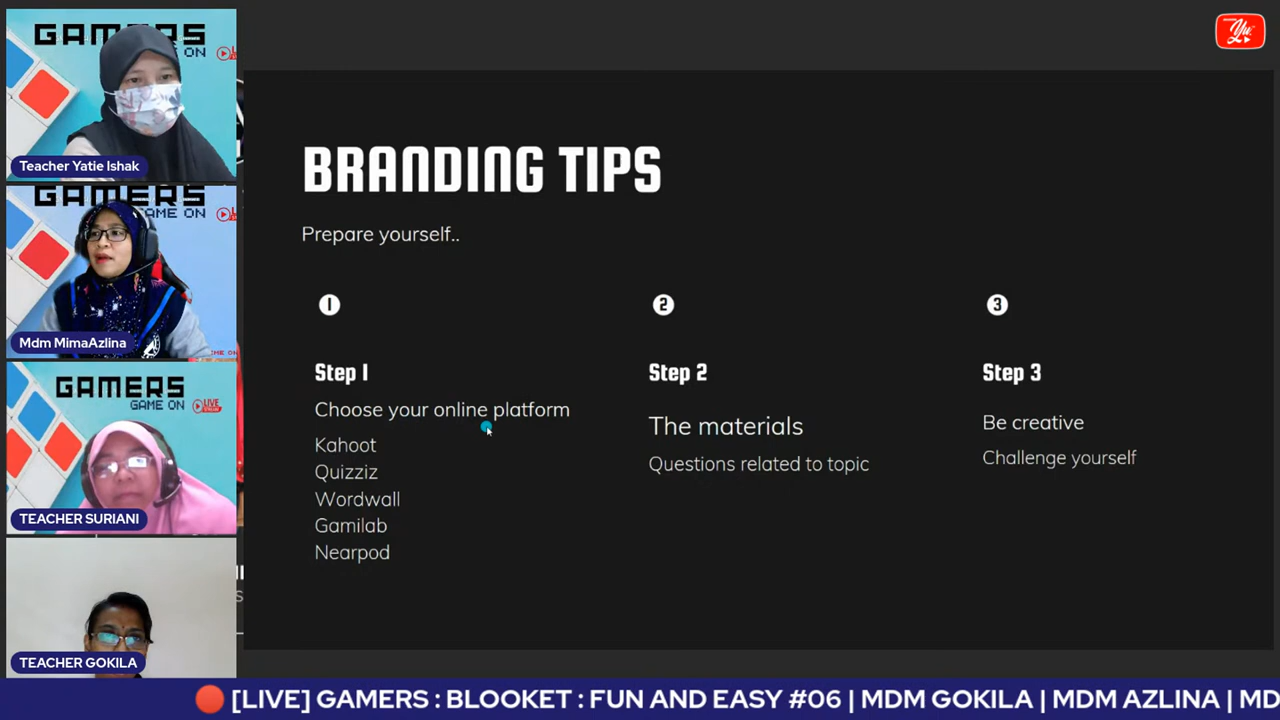 GAMERS
GAME ON
LIVE
Teacher Yatie Ishak
GAMERS
GAME ON
Mdm MimaAzlina
GAMERS
GAME ON
LIVE
TEACHER SURIANI
TEACHER GOKILA
BRANDING TIPS
Prepare yourself..
1
Step 1
Choose your online platform
Kahoot
Quizziz
Wordwall
Gamilab
Nearpod
2
Step 2
The materials
Questions related to topic
3
Step 3
Be creative
Challenge yourself
[LIVE] GAMERS : BLOOKET : FUN AND EASY #06 | MDM GOKILA | MDM AZLINA | MD